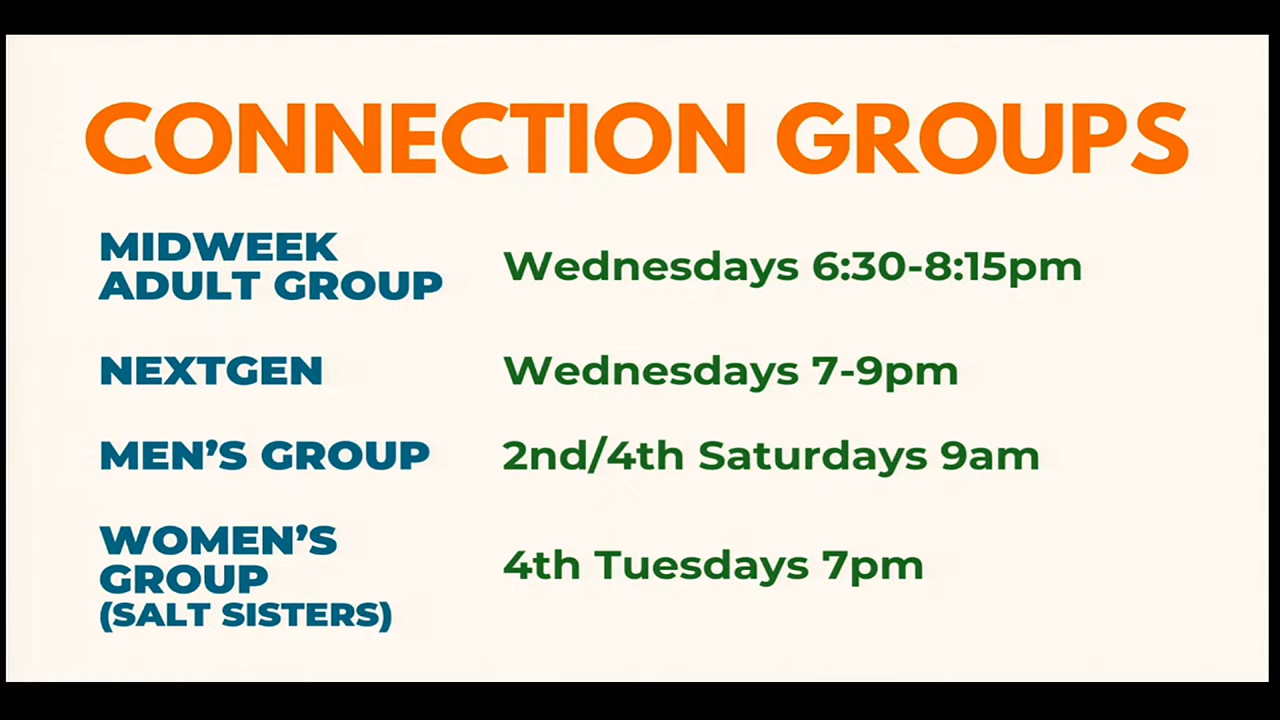 CONNECTION GROUPS
MIDWEEK
ADULT GROUP
Wednesdays 6:30-8:15pm
NEXTGEN
Wednesdays 7-9pm
MEN’S GROUP
2nd/4th Saturdays 9am
WOMEN’S
GROUP
(SALT SISTERS)
4th Tuesdays 7pm